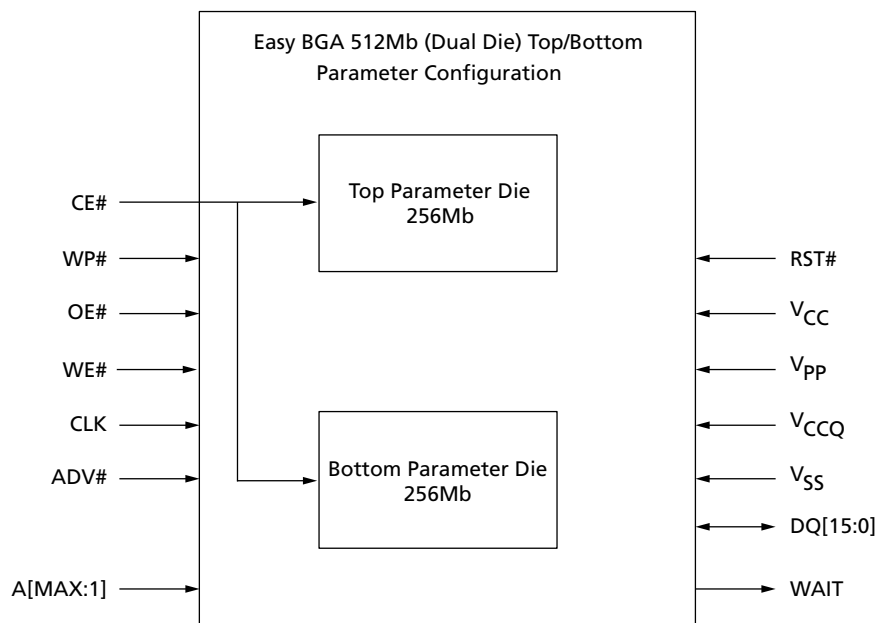 Easy BGA 512Mb (Dual Die) Top/Bottom
Parameter Configuration
Top Parameter Die
256Mb
CE#
WP#
OE#
WE#
CLK
ADV#
A[MAX:1]
Bottom Parameter Die
256Mb
RST#
VCC
VPP
VCCQ
VSS
DQ[15:0]
WAIT